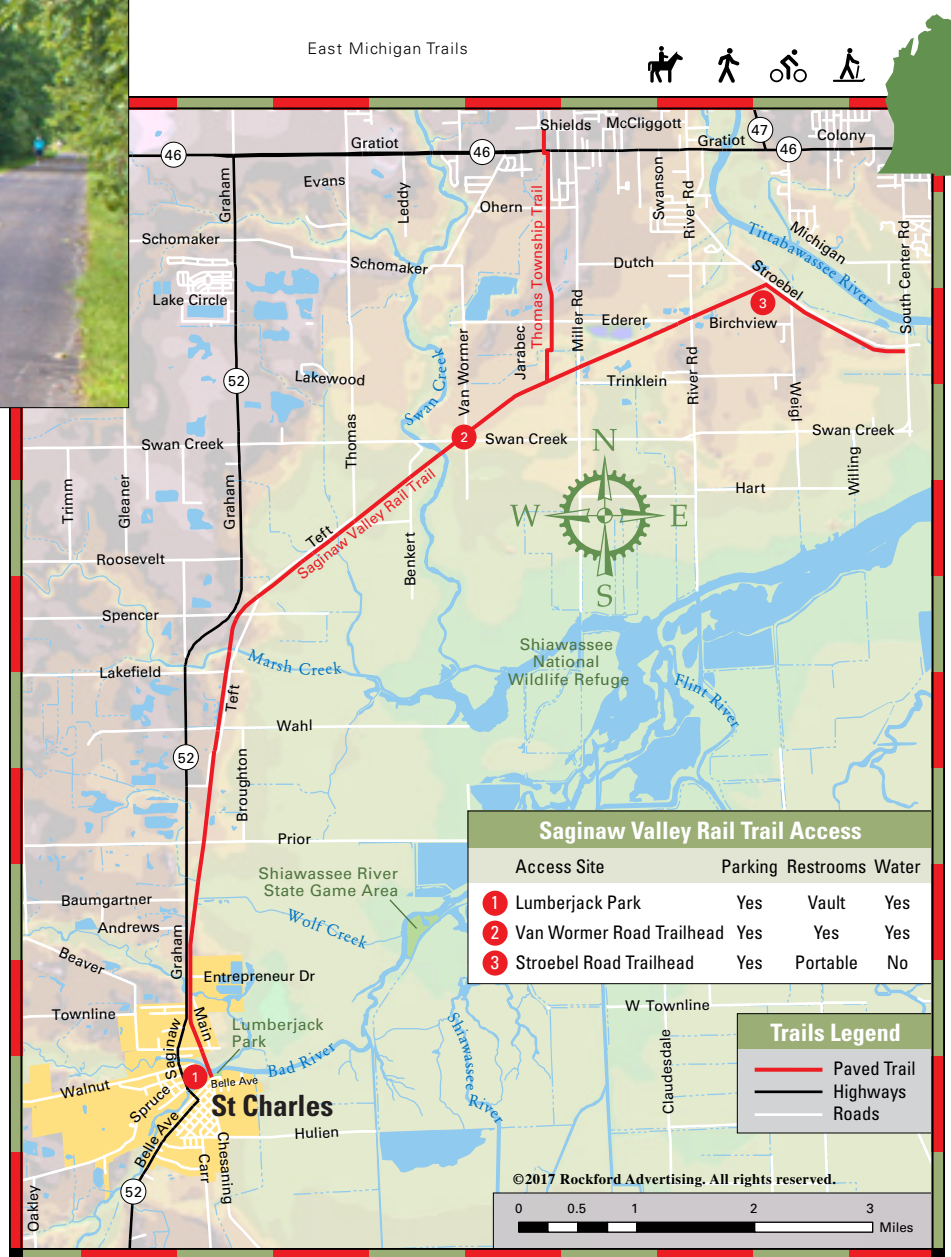 East Michigan Trails
Shields
McCliggott
47
Colony
Gratiot
46
46
Gratiot
46
Evans
Graham
Leddy
Ohern
Thomas Township Trail
Swanson
River Rd
Michigan
Tittabawassee River
South Center Rd
Schomaker
Schomaker
Dutch
Stroebel
3
Lake Circle
Miller Rd
Ederer
Birchview
Jarabec
Van Wormer
52
Lakewood
Swan Creek
Trinklein
River Rd
Weigl
Thomas
Swan Creek
2
Swan Creek
Swan Creek
Willing
Trimm
Gleaner
Graham
Hart
N
W
E
S
Teft
Saginaw Valley Rail Trail
Benkert
Roosevelt
Spencer
Lakefield
Marsh Creek
Shiawassee
National
Wildlife Refuge
Flint River
Teft
Wahl
52
Broughton
Prior
Saginaw Valley Rail Trail Access
Access Site Parking Restrooms Water
1 Lumberjack Park Yes Vault Yes
2 Van Wormer Road Trailhead Yes Yes Yes
3 Stroebel Road Trailhead Yes Portable No
Shiawassee River
State Game Area
Baumgartner
Andrews
Wolf Creek
Beaver
Graham
Entrepreneur Dr
Townline
Main
Saginaw
Lumberjack
Park
Bad River
Shiawassee River
W Townline
Claudesdale
Trails Legend
Paved Trail
Highways
Roads
Walnut
1
Belle Ave
Spruce
St Charles
Belle Ave
Hulien
Carr
Chesaning
52
Oakley
©2017 Rockford Advertising. All rights reserved.
0 0.5 1 2 3
Miles